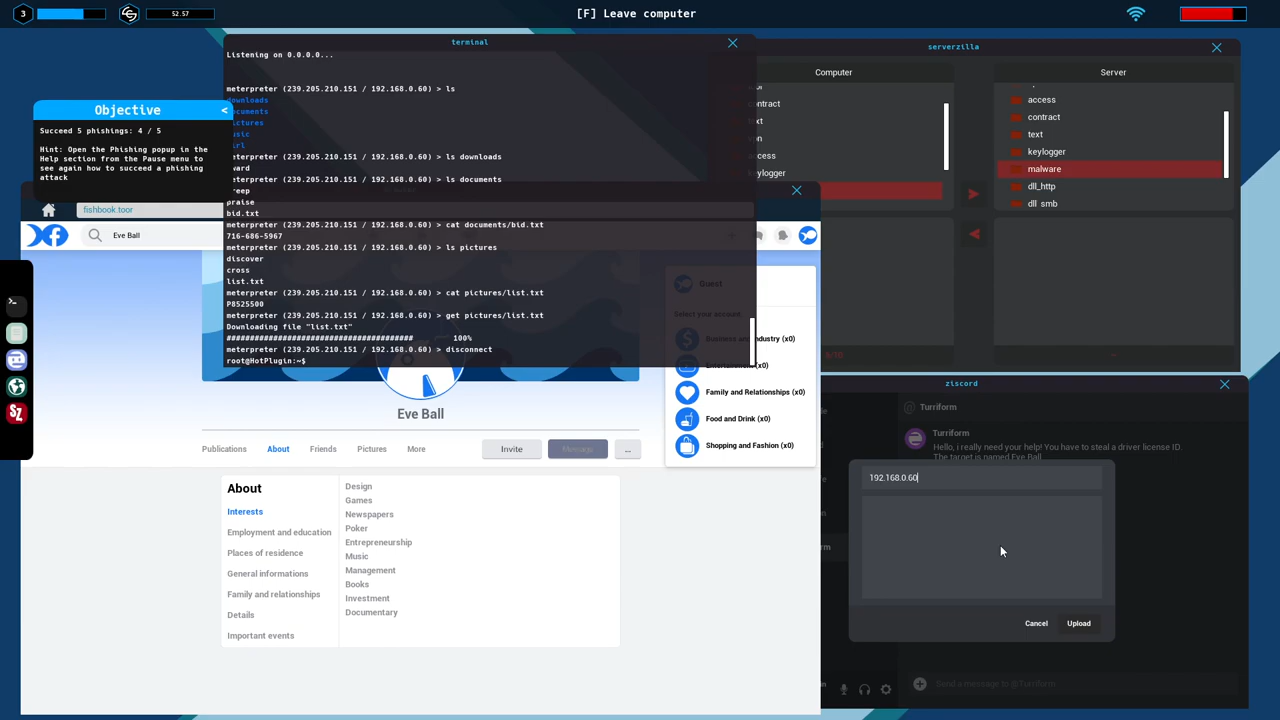 3
52.57
[F] Leave computer
terminal
Listening on 0.0.0.0...
meterpreter (239.205.210.151 / 192.168.0.60) > ls
downloads
meterpreter (239.205.210.151 / 192.168.0.60) > ls downloads
meterpreter (239.205.210.151 / 192.168.0.60) > ls documents
praise
bid.txt
meterpreter (239.205.210.151 / 192.168.0.60) > cat documents/bid.txt
716-686-5967
meterpreter (239.205.210.151 / 192.168.0.60) > ls pictures
discover
cross
list.txt
meterpreter (239.205.210.151 / 192.168.0.60) > cat pictures/list.txt
P8525500
meterpreter (239.205.210.151 / 192.168.0.60) > get pictures/list.txt
Downloading file "list.txt"
####################################### 100%
meterpreter (239.205.210.151 / 192.168.0.60) > disconnect
root@HotPlugin:~$
Objective <
Succeed 5 phishings: 4 / 5
Hint: Open the Phishing popup in the
Help section from the Pause menu to
see again how to succeed a phishing
attack
serverzilla
Computer
contract
text
access
keylogger
Server
access
contract
text
keylogger
malware
dll_http
dll_smb
fishbook.toor
Eve Ball
Guest
Select your account
Business and Industry (x0)
Entertainment (x0)
Family and Relationships (x0)
Food and Drink (x0)
Shopping and Fashion (x0)
Eve Ball
Publications
About
Friends
Pictures
More
Invite
Message
...
About
Interests
Employment and education
Places of residence
General informations
Family and relationships
Details
Important events
Design
Games
Newspapers
Poker
Entrepreneurship
Music
Management
Books
Investment
Documentary
ziscord
@ Turriform
Turriform
Hello, i really need your help! You have to steal a driver license ID.
The target is named Eve Ball
192.168.0.60
Cancel
Upload
Send a message to @Turriform
>_
SZ